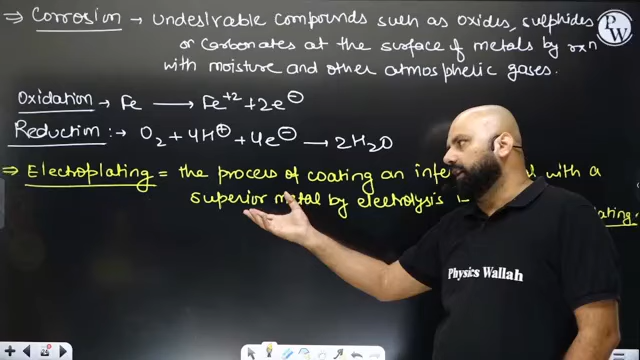 PW
⇒ Corrosion → Undesirable compounds such as oxides, sulphides
or carbonates at the surface of metals by rxn
with moisture and other atmospheric gases.
Oxidation → Fe ⟶ Fe⁺² + 2e⊖
Reduction :→ O₂ + 4H⊕ + 4e⊖ ⟶ 2H₂O
⇒ Electroplating = the process of coating an with a
superior metal by electrolysis
Physics Wallah